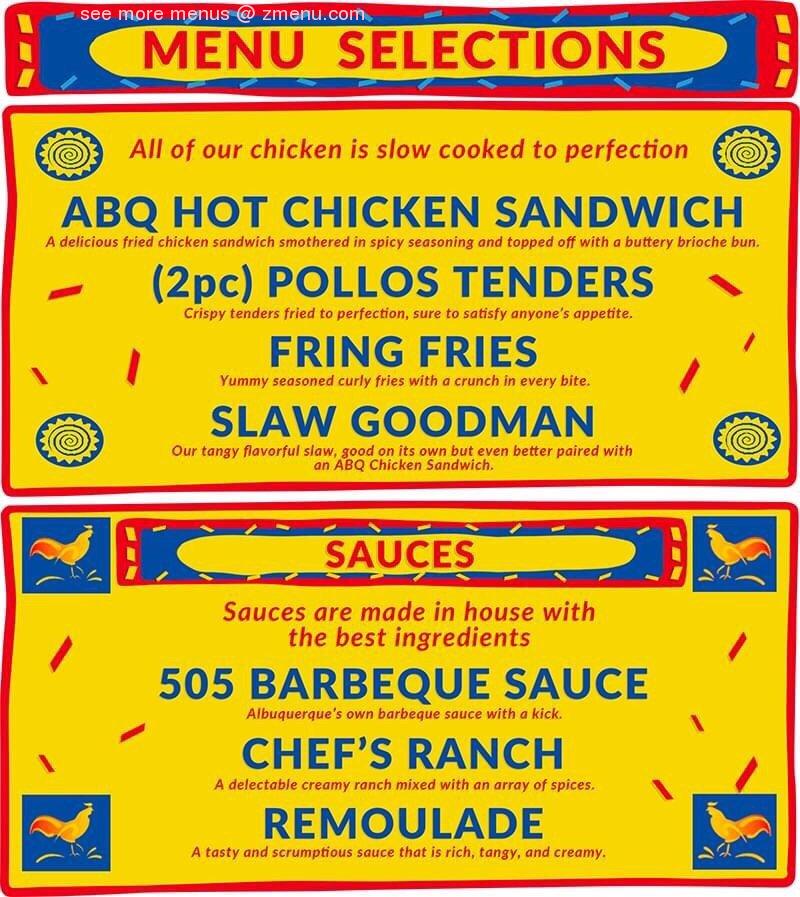 see more menus @ zmenu.com
MENU SELECTIONS
All of our chicken is slow cooked to perfection
ABQ HOT CHICKEN SANDWICH
A delicious fried chicken sandwich smothered in spicy seasoning and topped off with a buttery brioche bun.
(2pc) POLLOS TENDERS
Crispy tenders fried to perfection, sure to satisfy anyone's appetite.
FRING FRIES
Yummy seasoned curly fries with a crunch in every bite.
SLAW GOODMAN
Our tangy flavorful slaw, good on its own but even better paired with
an ABQ Chicken Sandwich.
SAUCES
Sauces are made in house with
the best ingredients
505 BARBEQUE SAUCE
Albuquerque's own barbeque sauce with a kick.
CHEF'S RANCH
A delectable creamy ranch mixed with an array of spices.
REMOULADE
A tasty and scrumptious sauce that is rich, tangy, and creamy.